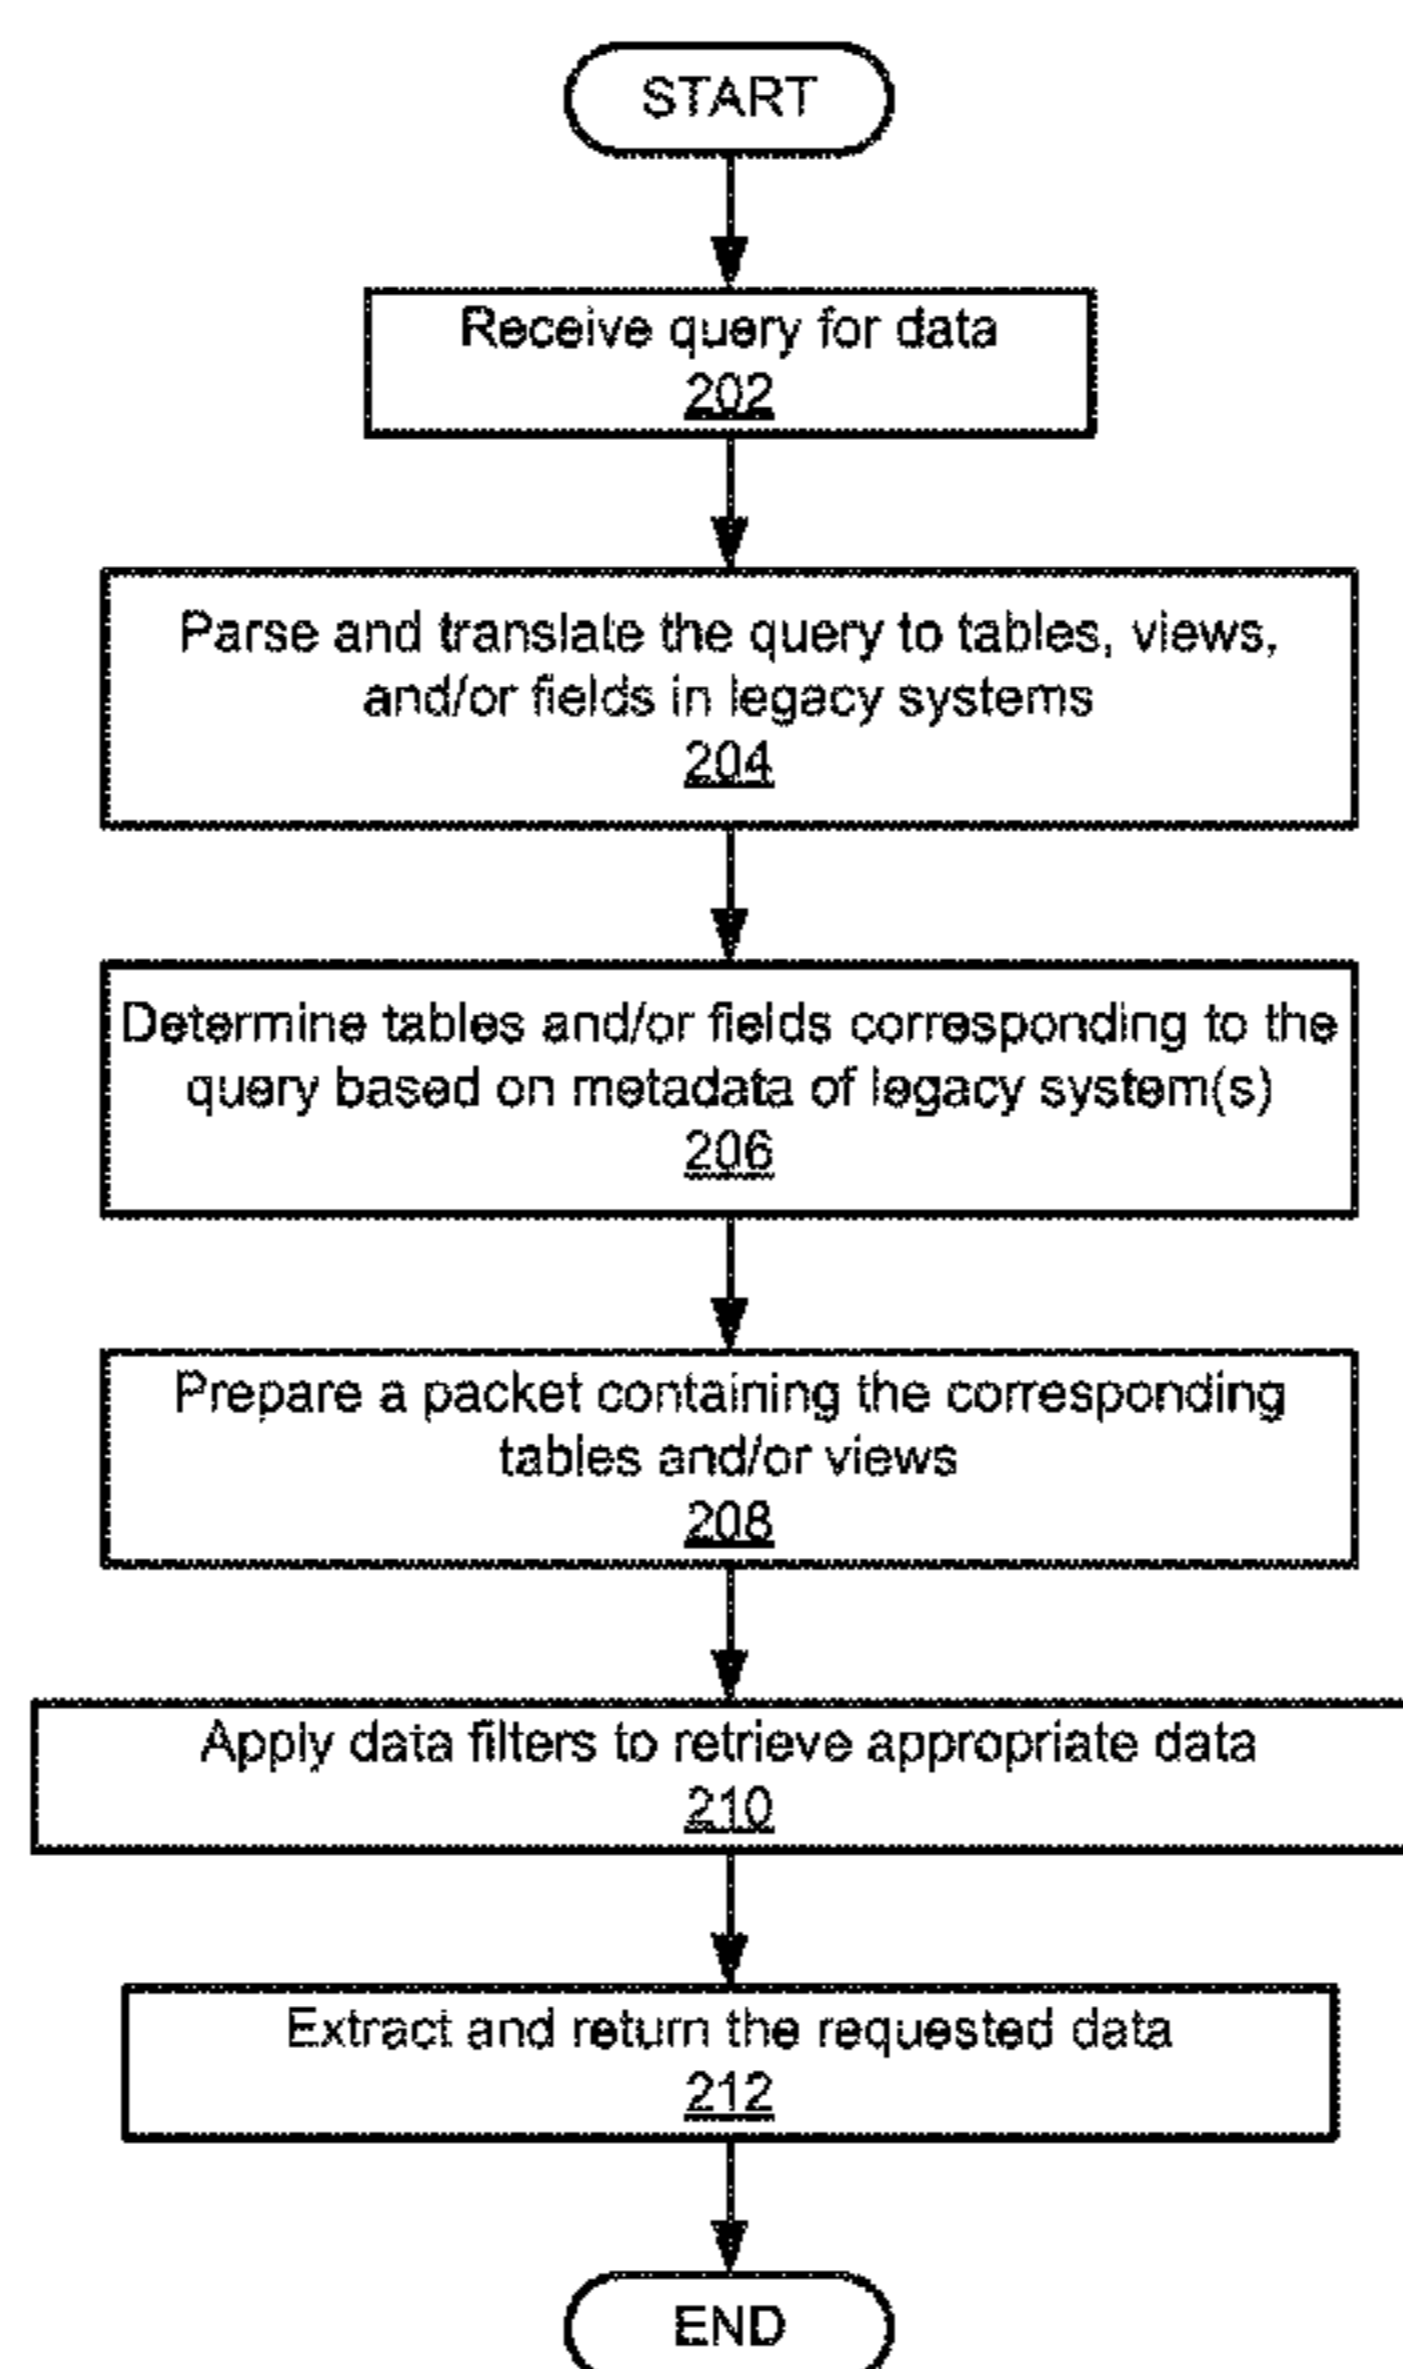 START
Receive query for data
202
Parse and translate the query to tables, views,
and/or fields in legacy systems
204
Determine tables and/or fields corresponding to the
query based on metadata of legacy system(s)
206
Prepare a packet containing the corresponding
tables and/or views
208
Apply data filters to retrieve appropriate data
210
Extract and return the requested data
212
END